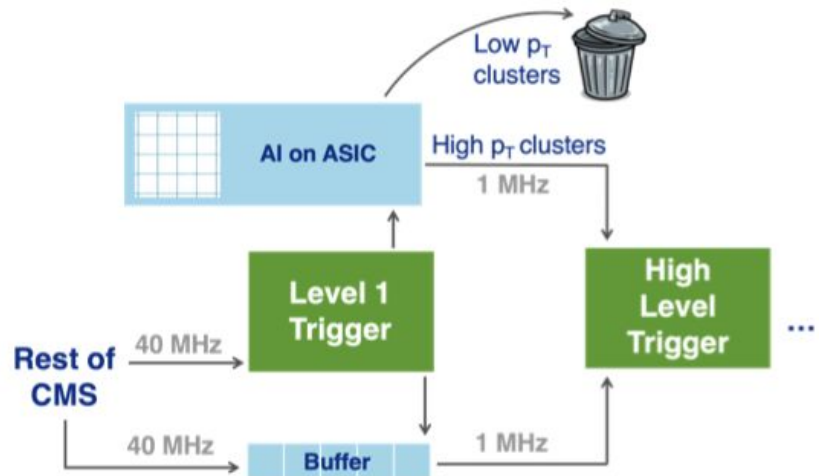 Low pT
clusters
AI on ASIC
High pT clusters
1 MHz
Level 1
Trigger
High
Level
Trigger
...
40 MHz
Rest of
CMS
40 MHz
Buffer
1 MHz